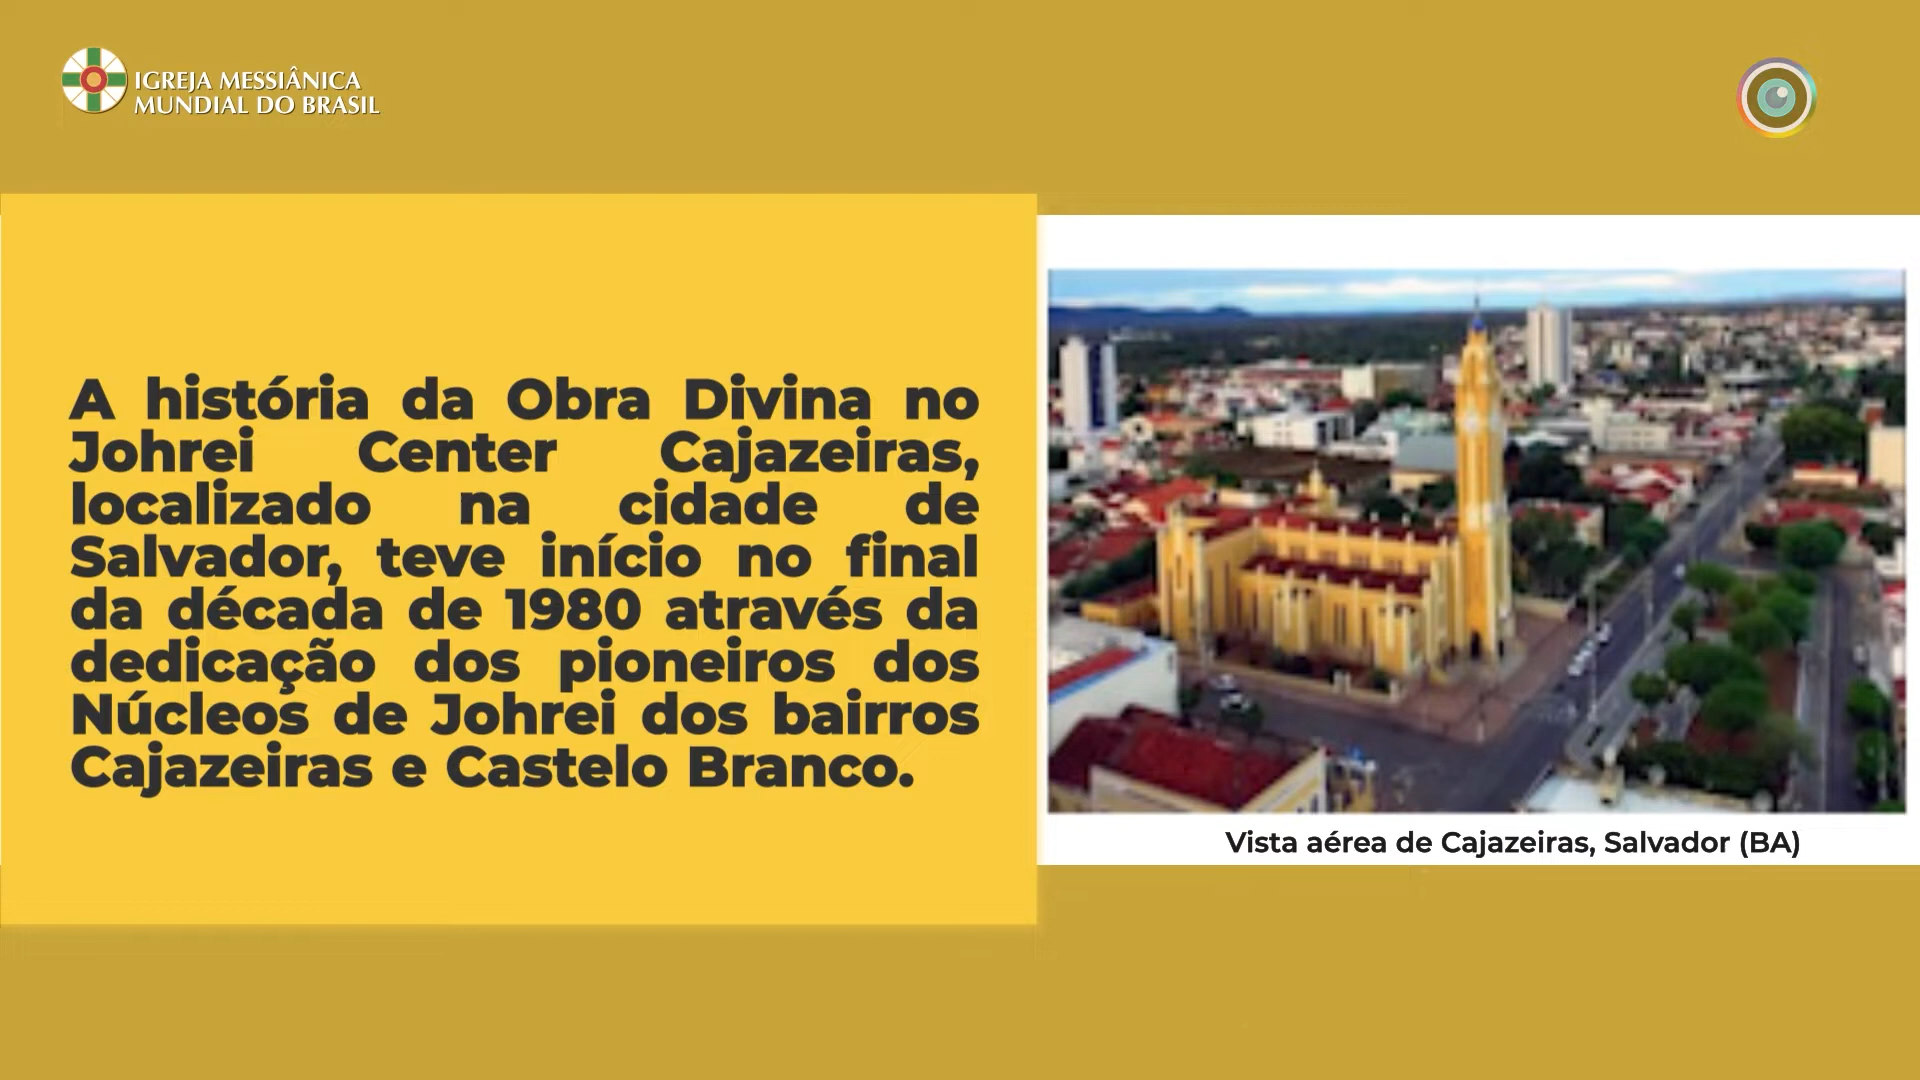 IGREJA MESSIÂNICA
MUNDIAL DO BRASIL
A história da Obra Divina no
Johrei Center Cajazeiras,
localizado na cidade de
Salvador, teve início no final
da década de 1980 através da
dedicação dos pioneiros dos
Núcleos de Johrei dos bairros
Cajazeiras e Castelo Branco.
Vista aérea de Cajazeiras, Salvador (BA)